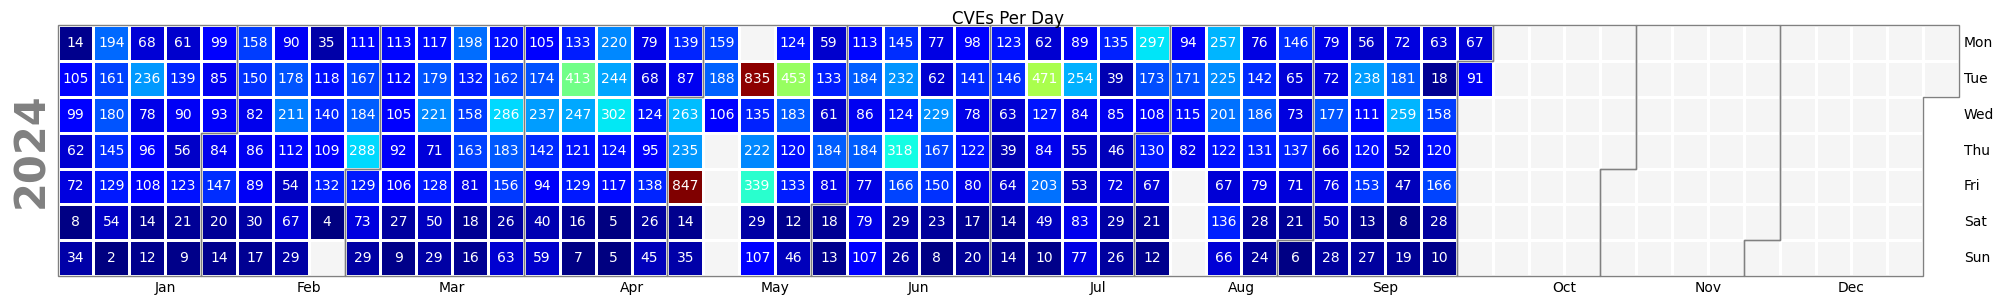 CVEs Per Day
14 194 68 61 99 158 90 35 111 113 117 198 120 105 133 220 79 139 159 124 59 113 145 77 98 123 62 89 135 297 94 257 76 146 79 56 72 63 67 Mon
105 161 236 139 85 150 178 118 167 112 179 132 162 174 413 244 68 87 188 835 453 133 184 232 62 141 146 471 254 39 173 171 225 142 65 72 238 181 18 91 Tue
99 180 78 90 93 82 211 140 184 105 221 158 286 237 247 302 124 263 106 135 183 61 86 124 229 78 63 127 84 85 108 115 201 186 73 177 111 259 158 Wed
62 145 96 56 84 86 112 109 288 92 71 163 183 142 121 124 95 235 222 120 184 184 318 167 122 39 84 55 46 130 82 122 131 137 66 120 52 120 Thu
72 129 108 123 147 89 54 132 129 106 128 81 156 94 129 117 138 847 339 133 81 77 166 150 80 64 203 53 72 67 67 79 71 76 153 47 166 Fri
8 54 14 21 20 30 67 4 73 27 50 18 26 40 16 5 26 14 29 12 18 79 29 23 17 14 49 83 29 21 136 28 21 50 13 8 28 Sat
34 2 12 9 14 17 29 29 9 29 16 63 59 7 5 45 35 107 46 13 107 26 8 20 14 10 77 26 12 66 24 6 28 27 19 10 Sun
2024
Jan Feb Mar Apr May Jun Jul Aug Sep Oct Nov Dec